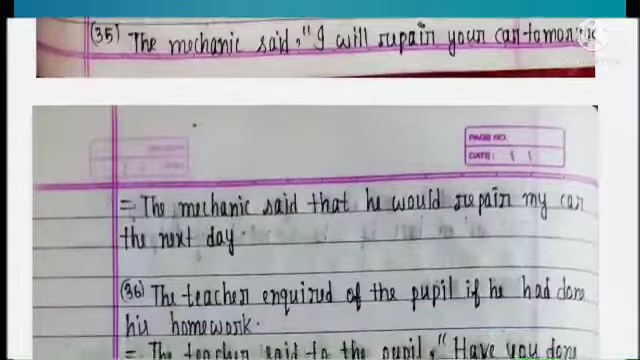 (35) The mechanic said, "I will repair your car tomorrow
PAGE NO.
DATE:
= The mechanic said that he would repair my car
the next day.
(36) The teacher enquired of the pupil if he had done
his homework.
= The teacher said to the pupil, "Have you done